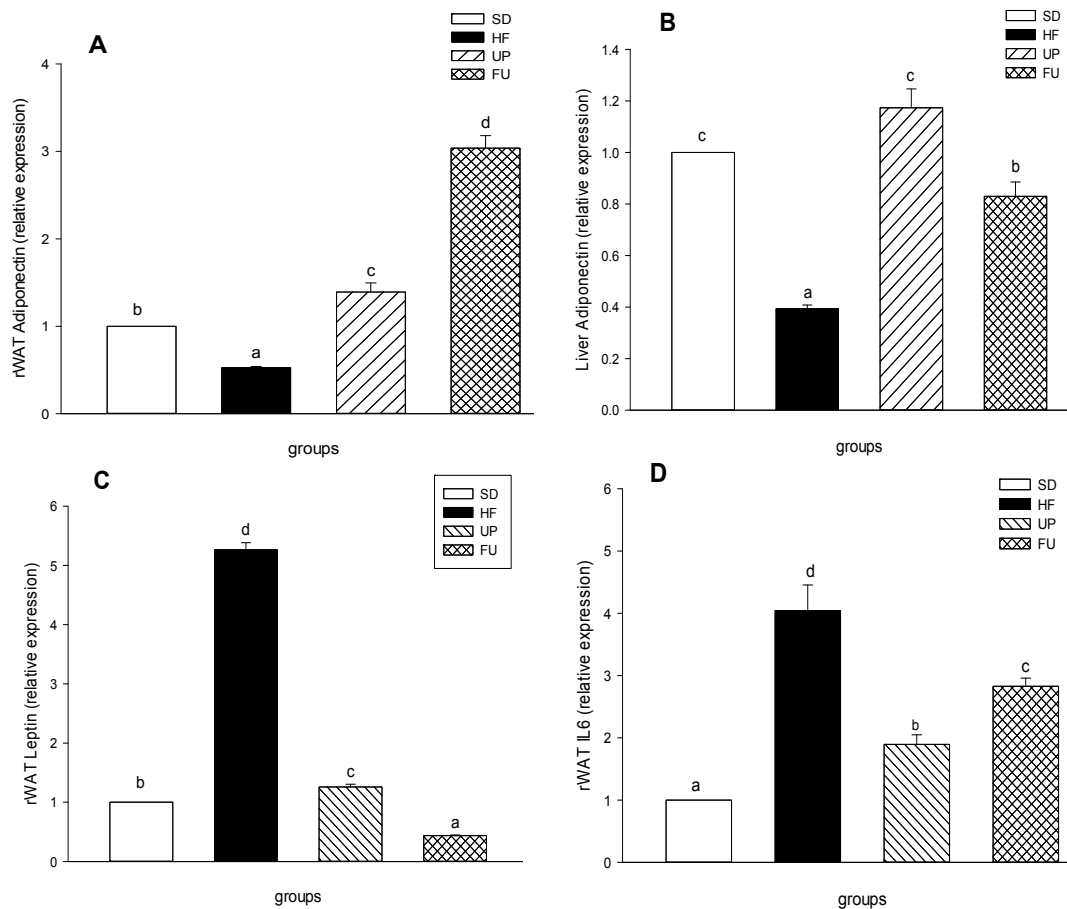 A
SD
HF
UP
FU
rWAT Adiponectin (relative expression)
4
3
2
1
0
b
a
c
d
groups
B
SD
HF
UP
FU
Liver Adiponectin (relative expression)
1.4
1.2
1.0
0.8
0.6
0.4
0.2
0.0
c
a
c
b
groups
C
SD
HF
UP
FU
rWAT Leptin (relative expression)
6
5
4
3
2
1
0
b
d
c
a
groups
D
SD
HF
UP
FU
rWAT IL6 (relative expression)
6
5
4
3
2
1
0
a
d
b
c
groups